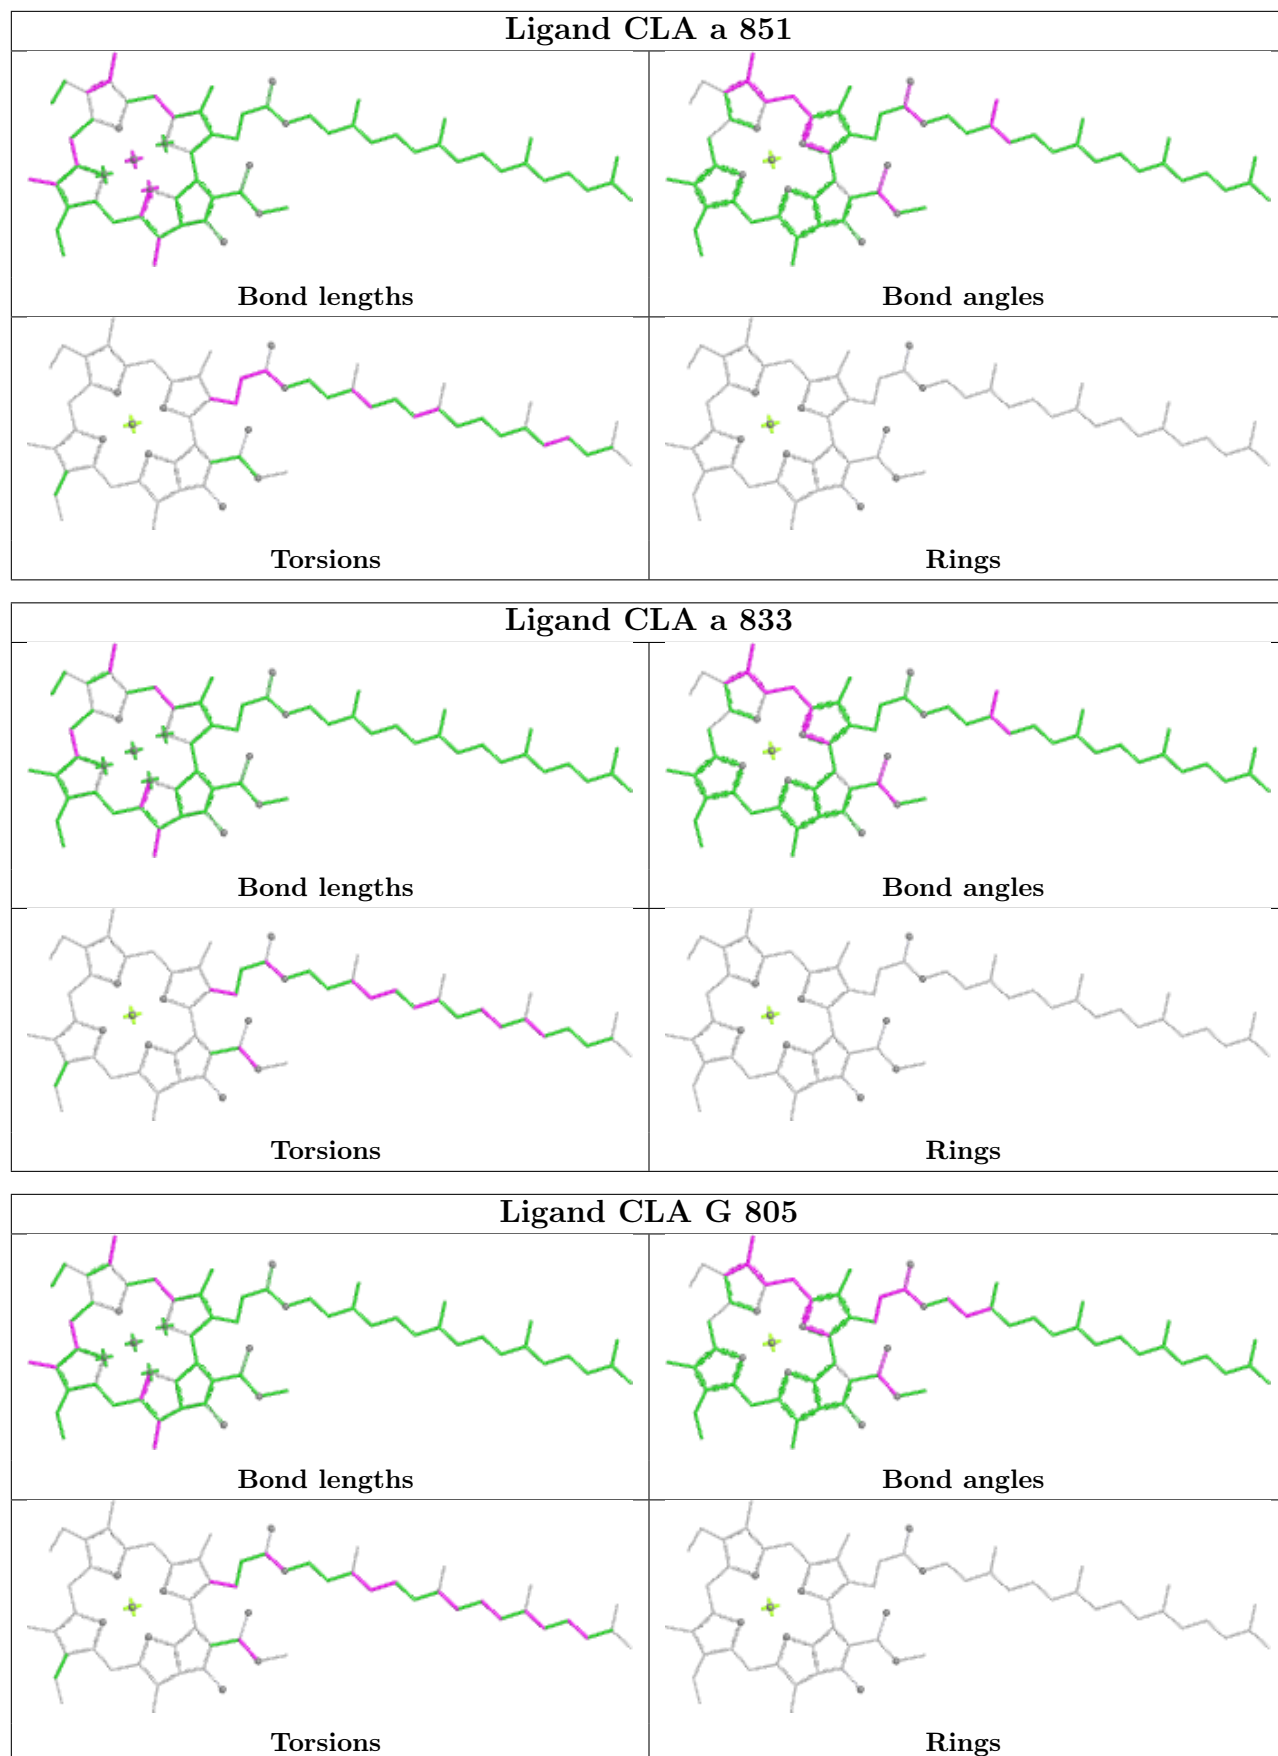 Ligand CLA a 851
Bond lengths
Bond angles
Torsions
Rings
Ligand CLA a 833
Bond lengths
Bond angles
Torsions
Rings
Ligand CLA G 805
Bond lengths
Bond angles
Torsions
Rings